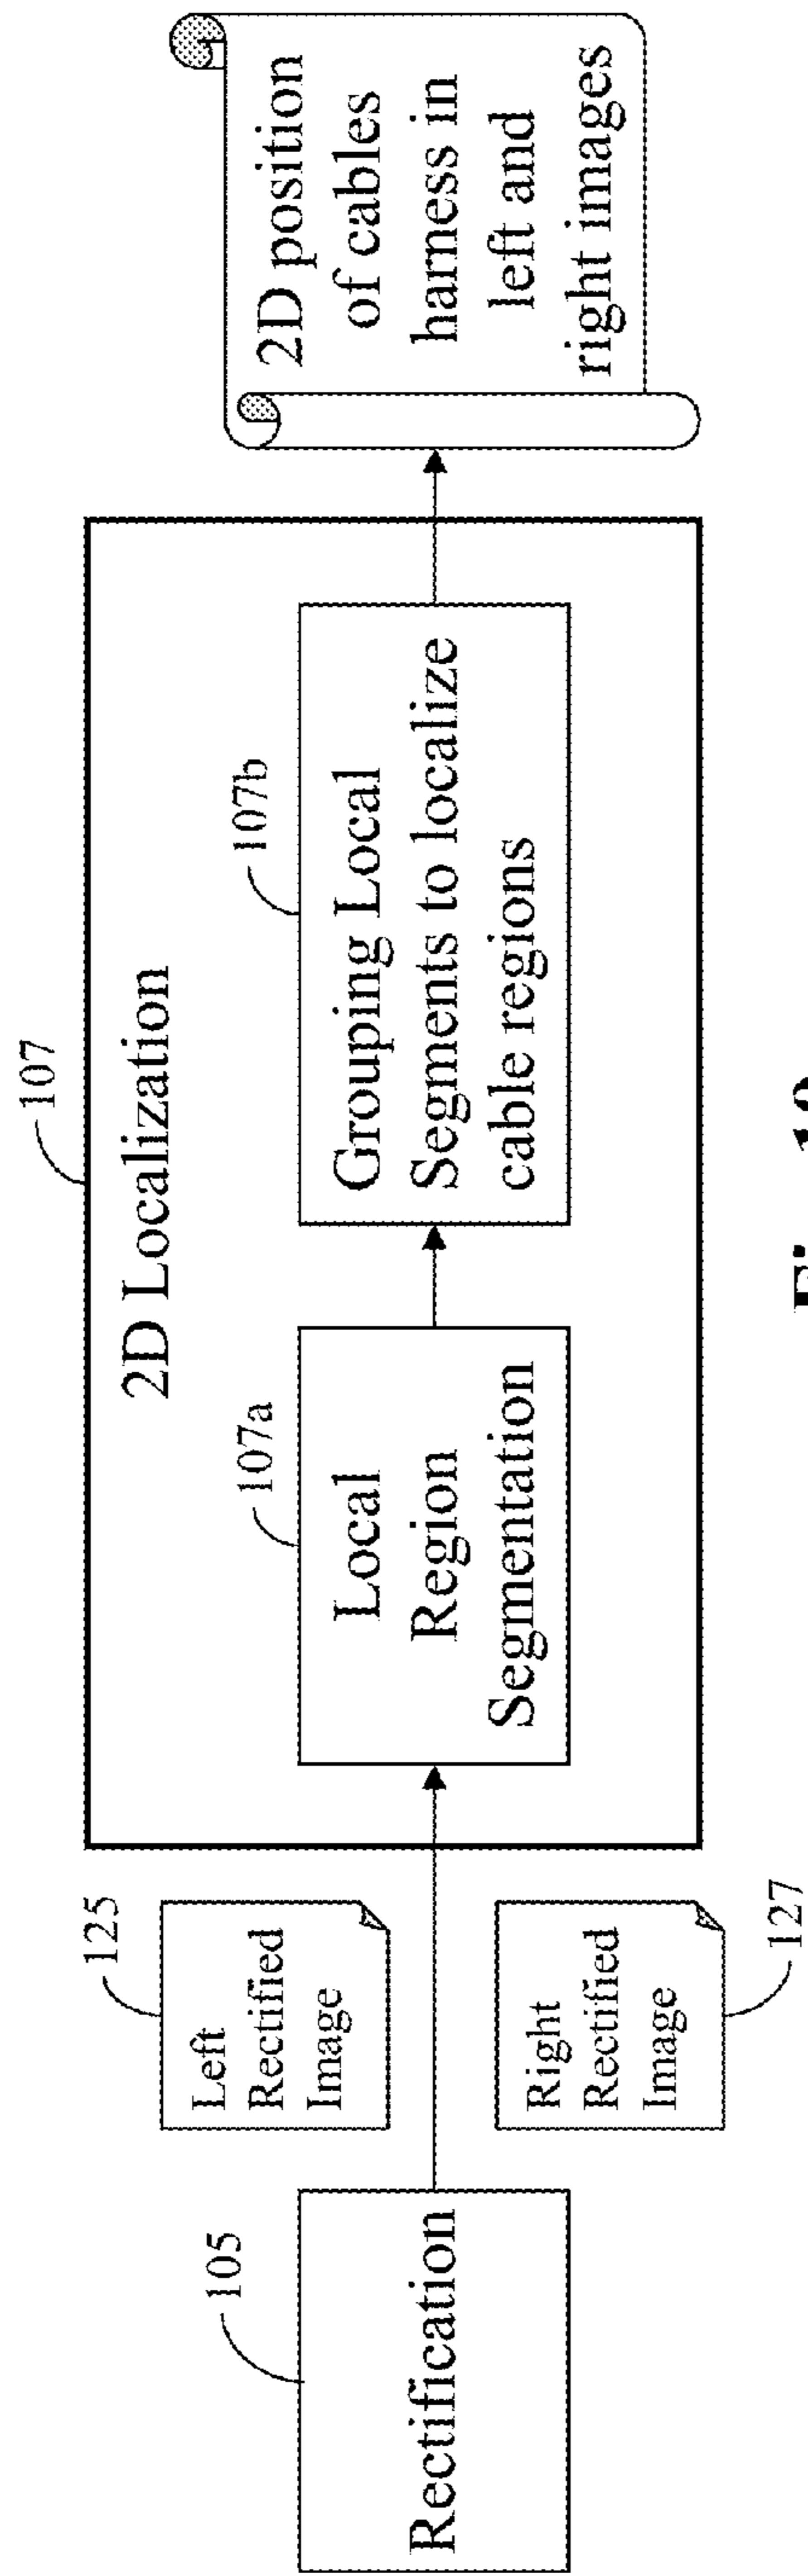 105
Rectification
125
Left
Rectified
Image
Right
Rectified
Image
127
107
2D Localization
107a
Local
Region
Segmentation
107b
Grouping Local
Segments to localize
cable regions
2D position
of cables
harness in
left and
right images